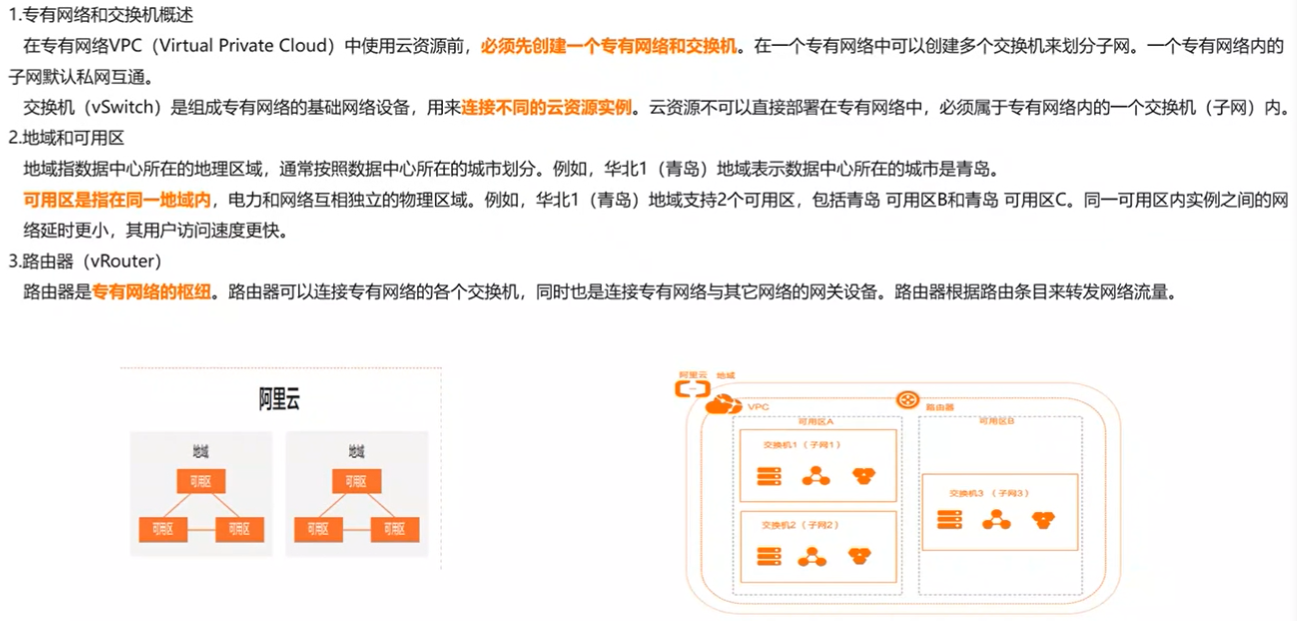 1.专有网络和交换机概述
在专有网络VPC（Virtual Private Cloud）中使用云资源前，必须先创建一个专有网络和交换机。在一个专有网络中可以创建多个交换机来划分子网。一个专有网络内的
子网默认私网互通。
交换机（vSwitch）是组成专有网络的基础网络设备，用来连接不同的云资源实例。云资源不可以直接部署在专有网络中，必须属于专有网络内的一个交换机（子网）内。
2.地域和可用区
地域指数据中心所在的地理区域，通常按照数据中心所在的城市划分。例如，华北1（青岛）地域表示数据中心所在的城市是青岛。
可用区是指在同一地域内，电力和网络互相独立的物理区域。例如，华北1（青岛）地域支持2个可用区，包括青岛 可用区B和青岛 可用区C。同一可用区内实例之间的网
络延时更小，其用户访问速度更快。
3.路由器（vRouter）
路由器是专有网络的枢纽。路由器可以连接专有网络的各个交换机，同时也是连接专有网络与其它网络的网关设备。路由器根据路由条目来转发网络流量。
阿里云
地域
可用区
可用区
可用区
地域
可用区
可用区
可用区
阿里云 地域
VPC
路由器
可用区A
交换机1（子网1）
交换机2（子网2）
可用区B
交换机3（子网3）